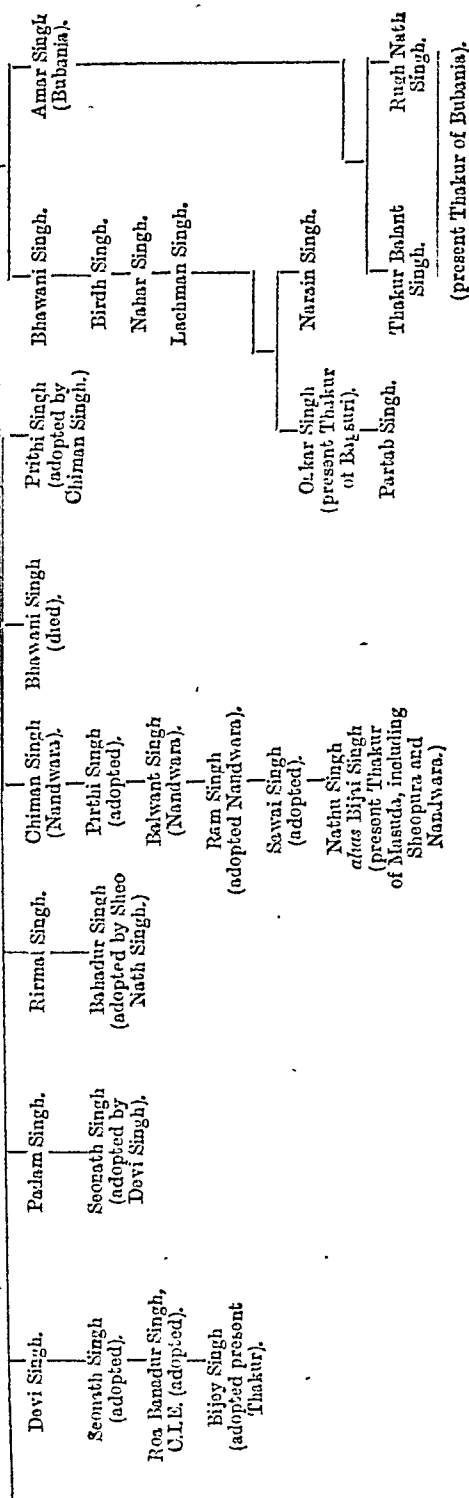 Devi Singh.
Seonath Singh
(adopted).
Roa Banadur Singh,
C.I.E. (adopted).
Bijey Singh
(adopted present
Thakur).
Padam Singh.
Seonath Singh
(adopted by
Devi Singh).
Rirmal Singh.
Bahadur Singh
(adopted by Sheo
Nath Singh.)
Chiman Singh
(Nandwara).
Pirthi Singh
(adopted).
Balwant Singh
(Nandwara).
Ram Singh
(adopted Nandwara).
Sawai Singh
(adopted).
Nathu Singh
alias Bijai Singh
(present Thakur
of Masuda, including
Sheopura and
Nandwara.)
Bhawani Singh
(died).
Prithi Singh
(adopted by
Chiman Singh.)
Bhawani Singh.
Birdh Singh.
Nahar Singh.
Lachman Singh.
Onkar Singh
(present Thakur
of Bagsuri).
Partab Singh.
Narain Singh.
Amar Singh
(Bubania).
Thakur Balant
Singh.
Rugh Nath
Singh.
(present Thakur of Bubania).